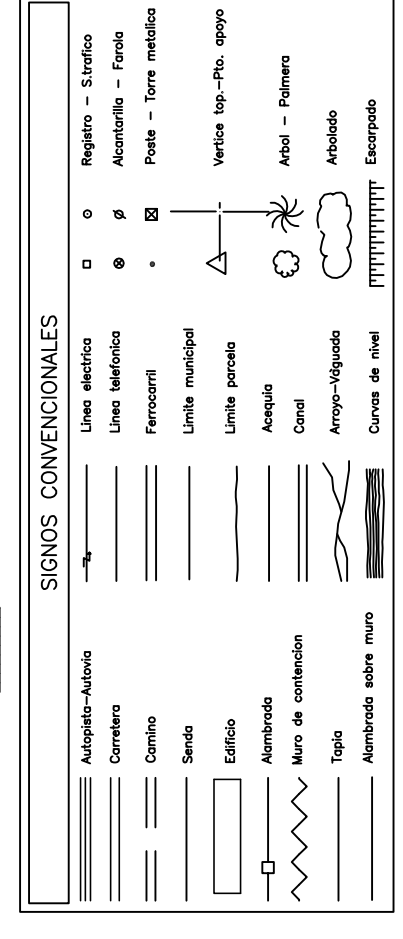 SIGNOS CONVENCIONALES
Autopista-Autovia
Carretera
Camino
Senda
Edificio
Alambrada
Muro de contencion
Tapia
Alambrada sobre muro
Linea electrica
Linea telefonica
Ferrocarril
Limite municipal
Limite parcela
Acequia
Canal
Arroyo-Váguada
Curvas de nivel
Registro - S.trafico
Alcantarilla - Farola
Poste - Torre metalica
Vertice top.-Pto. apoyo
Arbol - Palmera
Arbolado
Escarpado